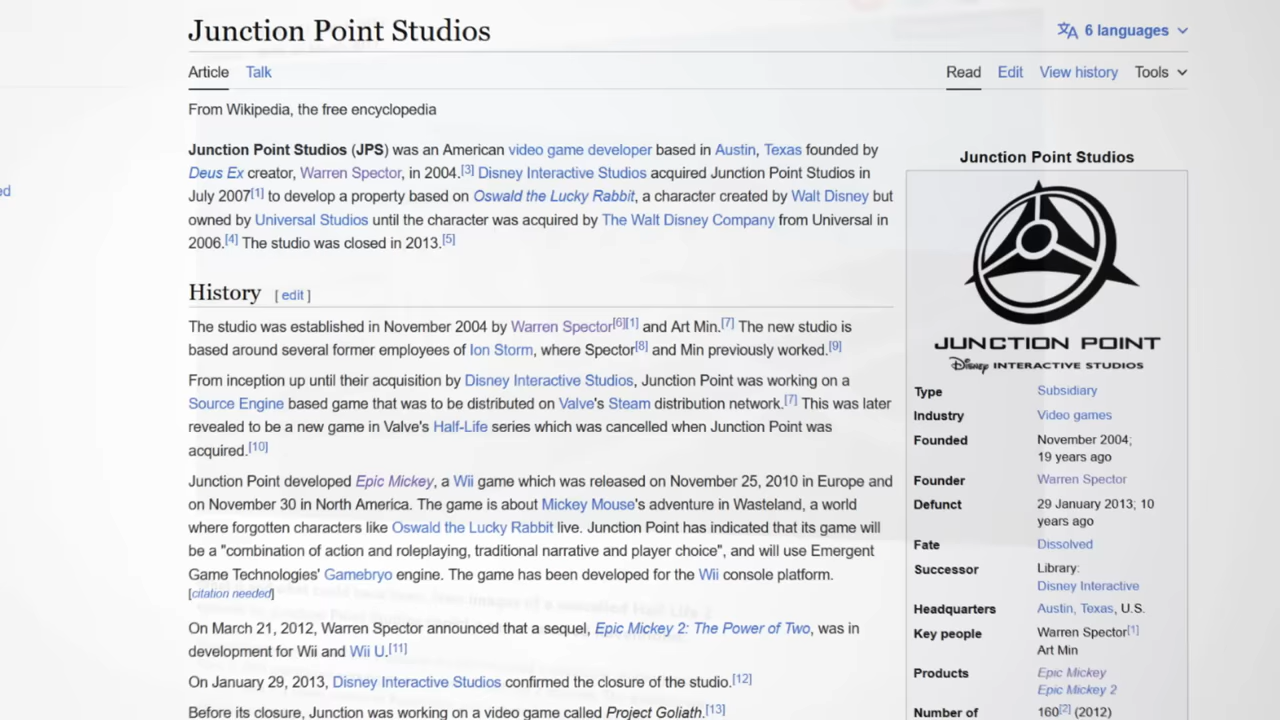 Junction Point Studios
6 languages
Article Talk
Read Edit View history Tools
From Wikipedia, the free encyclopedia
Junction Point Studios (JPS) was an American video game developer based in Austin, Texas founded by
Deus Ex creator, Warren Spector, in 2004.[3] Disney Interactive Studios acquired Junction Point Studios in
July 2007[1] to develop a property based on Oswald the Lucky Rabbit, a character created by Walt Disney but
owned by Universal Studios until the character was acquired by The Walt Disney Company from Universal in
2006.[4] The studio was closed in 2013.[5]
History [ edit ]
The studio was established in November 2004 by Warren Spector[6][1] and Art Min.[7] The new studio is
based around several former employees of Ion Storm, where Spector[8] and Min previously worked.[9]
From inception up until their acquisition by Disney Interactive Studios, Junction Point was working on a
Source Engine based game that was to be distributed on Valve's Steam distribution network.[7] This was later
revealed to be a new game in Valve's Half-Life series which was cancelled when Junction Point was
acquired.[10]
Junction Point developed Epic Mickey, a Wii game which was released on November 25, 2010 in Europe and
on November 30 in North America. The game is about Mickey Mouse's adventure in Wasteland, a world
where forgotten characters like Oswald the Lucky Rabbit live. Junction Point has indicated that its game will
be a "combination of action and roleplaying, traditional narrative and player choice", and will use Emergent
Game Technologies' Gamebryo engine. The game has been developed for the Wii console platform.
[citation needed]
On March 21, 2012, Warren Spector announced that a sequel, Epic Mickey 2: The Power of Two, was in
development for Wii and Wii U.[11]
On January 29, 2013, Disney Interactive Studios confirmed the closure of the studio.[12]
Before its closure, Junction was working on a video game called Project Goliath.[13]
Junction Point Studios
JUNCTION POINT
Disney INTERACTIVE STUDIOS
Type Subsidiary
Industry Video games
Founded November 2004;
19 years ago
Founder Warren Spector
Defunct 29 January 2013; 10
years ago
Fate Dissolved
Successor Library:
Disney Interactive
Headquarters Austin, Texas, U.S.
Key people Warren Spector[1]
Art Min
Products Epic Mickey
Epic Mickey 2
Number of 160[2] (2012)